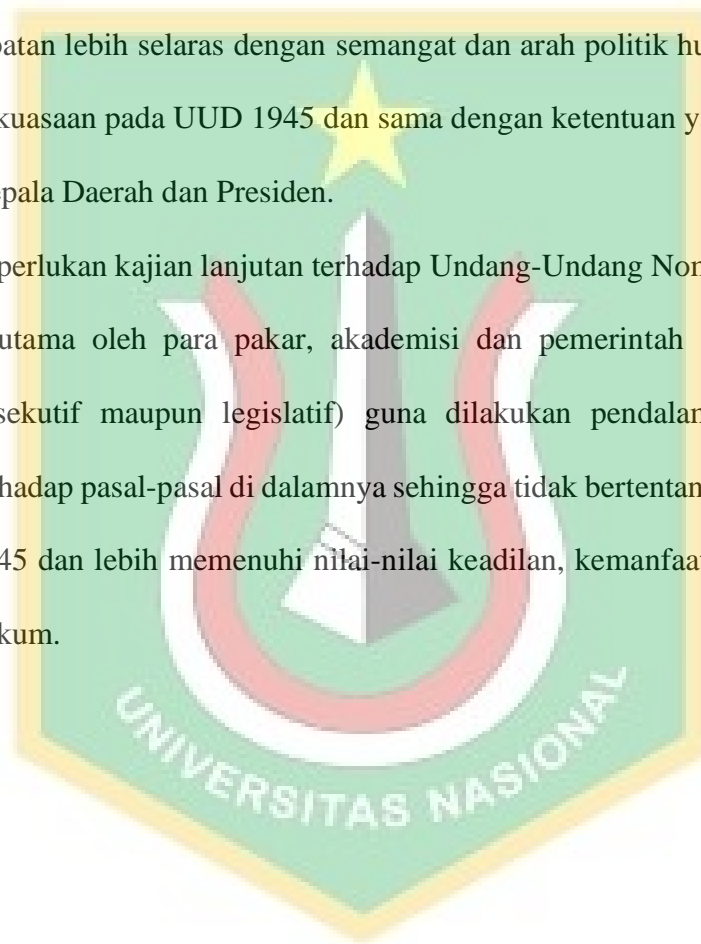 batan lebih selaras dengan semangat dan arah politik hu
kuasaan pada UUD 1945 dan sama dengan ketentuan y
epala Daerah dan Presiden.
perlukan kajian lanjutan terhadap Undang-Undang Nom
utama oleh para pakar, akademisi dan pemerintah
sekutif maupun legislatif) guna dilakukan pendalam
hadap pasal-pasal di dalamnya sehingga tidak bertentan
45 dan lebih memenuhi nilai-nilai keadilan, kemanfaat
kum.
UNIVERSITAS NASIONAL